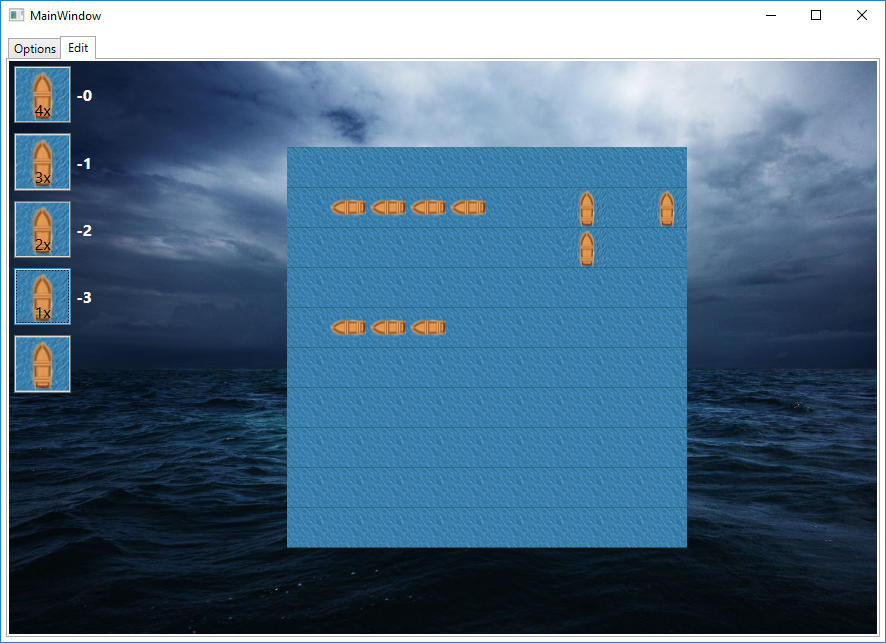 MainWindow
Options Edit
4x -0
3x -1
2x -2
1x -3